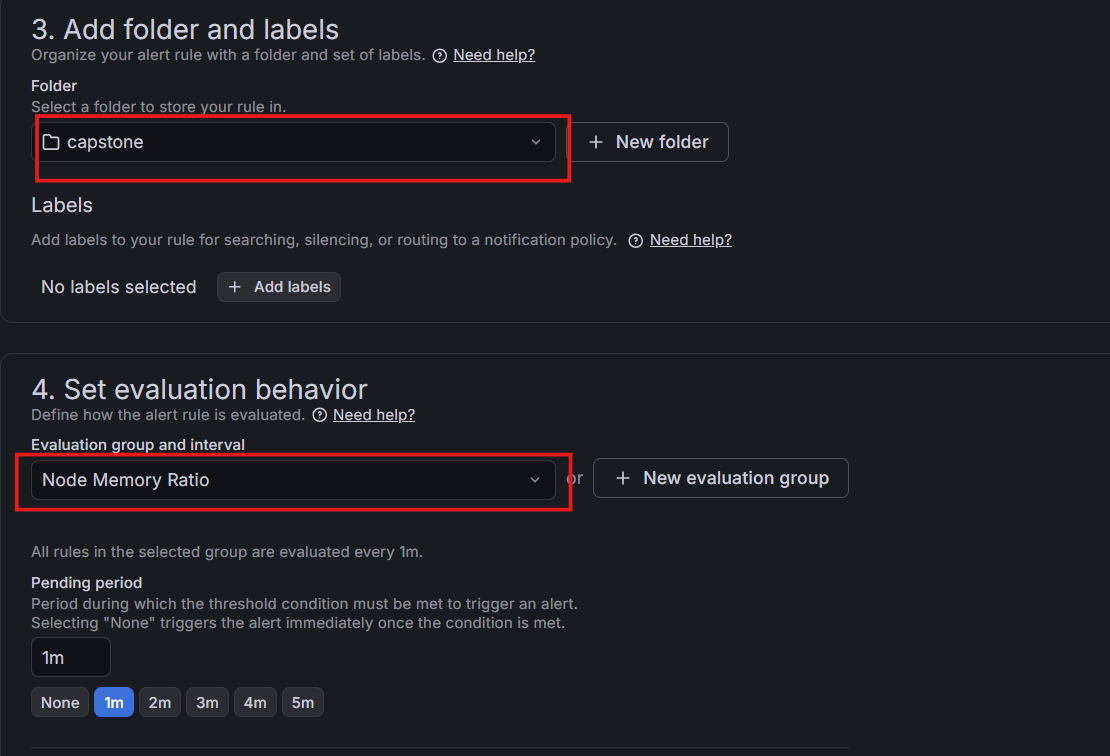 3. Add folder and labels
Organize your alert rule with a folder and set of labels. Need help?
Folder
Select a folder to store your rule in.
capstone
+ New folder
Labels
Add labels to your rule for searching, silencing, or routing to a notification policy. Need help?
No labels selected + Add labels
4. Set evaluation behavior
Define how the alert rule is evaluated. Need help?
Evaluation group and interval
Node Memory Ratio or + New evaluation group
All rules in the selected group are evaluated every 1m.
Pending period
Period during which the threshold condition must be met to trigger an alert.
Selecting "None" triggers the alert immediately once the condition is met.
1m
None 1m 2m 3m 4m 5m